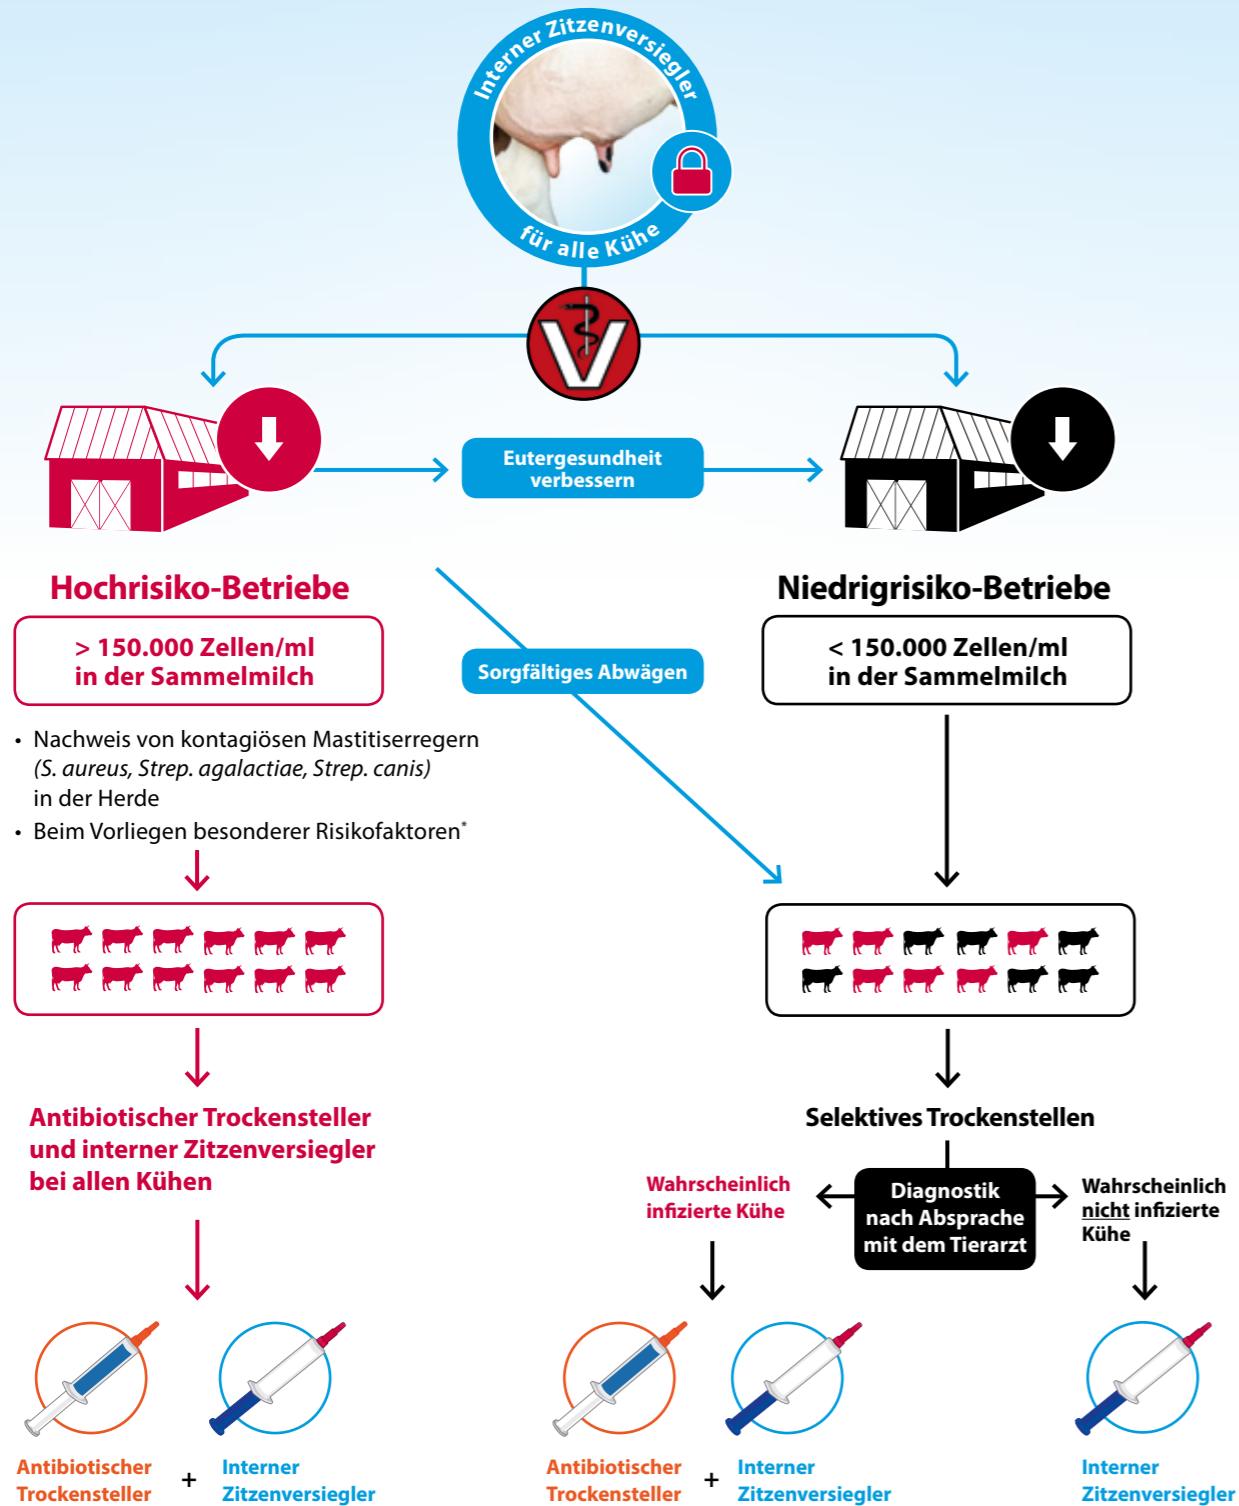 Interner Zitzenversiegler
für alle Kühe
V
Eutergesundheit
verbessern
Hochrisiko-Betriebe
> 150.000 Zellen/ml
in der Sammelmilch
Niedrigrisiko-Betriebe
< 150.000 Zellen/ml
in der Sammelmilch
Sorgfältiges Abwägen
• Nachweis von kontagiösen Mastitiserregern
(S. aureus, Strep. agalactiae, Strep. canis)
in der Herde
• Beim Vorliegen besonderer Risikofaktoren*
Antibiotischer Trockensteller
und interner Zitzenversiegler
bei allen Kühen
Selektives Trockenstellen
Wahrscheinlich
infizierte Kühe
Diagnostik
nach Absprache
mit dem Tierarzt
Wahrscheinlich
nicht infizierte
Kühe
Antibiotischer
Trockensteller
+
Interner
Zitzenversiegler
Antibiotischer
Trockensteller
+
Interner
Zitzenversiegler
Interner
Zitzenversiegler